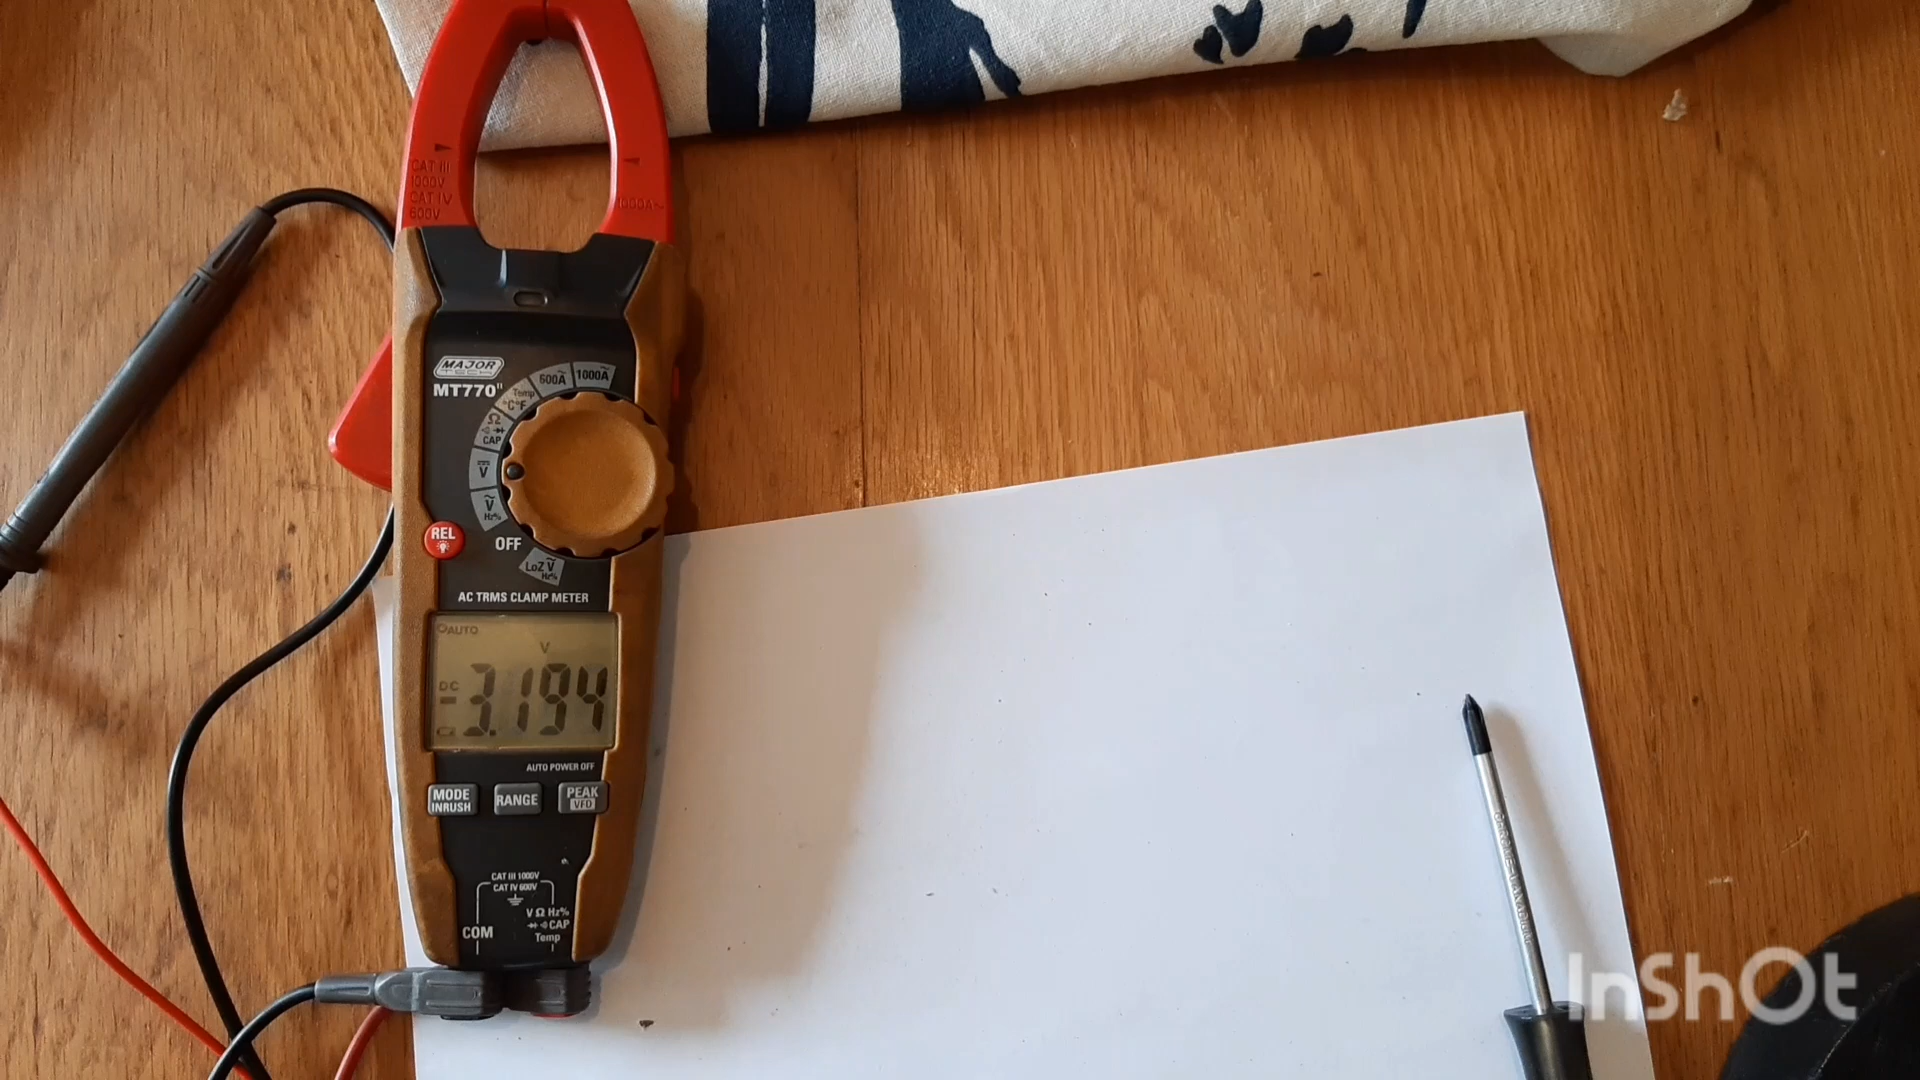 CAT III
1000V
CAT IV
600V
1000A~
MAJOR
TECH
MT770"
1000A
600A
Temp
°C°F
Ω
CAP
V
V
Hz%
OFF
LoZ V
Hz%
REL
AC TRMS CLAMP METER
AUTO
V
DC
-3.194
AUTO POWER OFF
MODE
INRUSH
RANGE
PEAK
VFD
CAT III 1000V
CAT IV 600V
V Ω Hz%
CAP
Temp
COM
InShOt